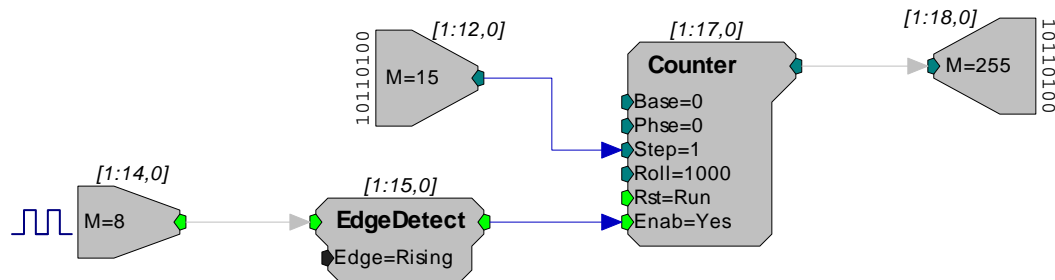 [1:12,0]
[1:17,0]
[1:18,0]
10110100
M=15
Counter
M=255
10110100
Base=0
Phse=0
Step=1
Roll=1000
Rst=Run
Enab=Yes
[1:14,0]
[1:15,0]
M=8
EdgeDetect
Edge=Rising